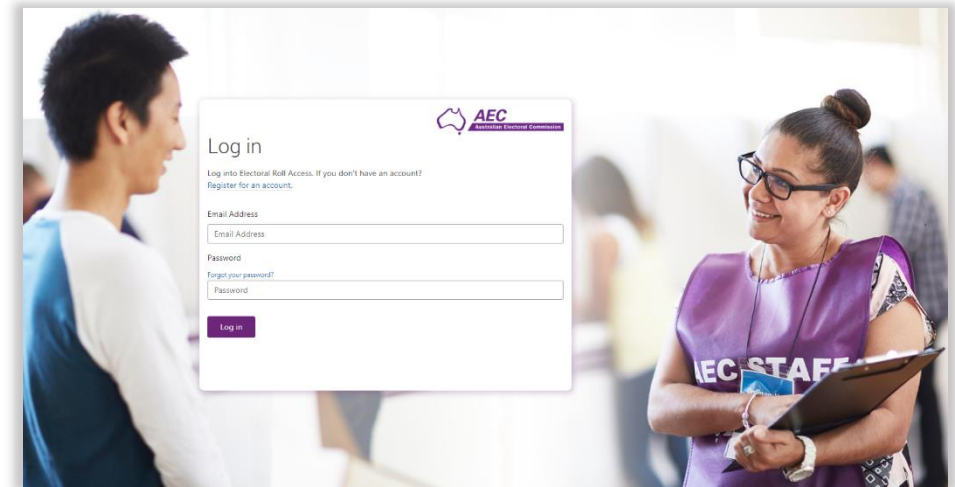 AEC
Australian Electoral Commission
Log in
Log into Electoral Roll Access. If you don't have an account?
Register for an account.
Email Address
Email Address
Password
Forgot your password?
Password
Log in
AEC STAFF